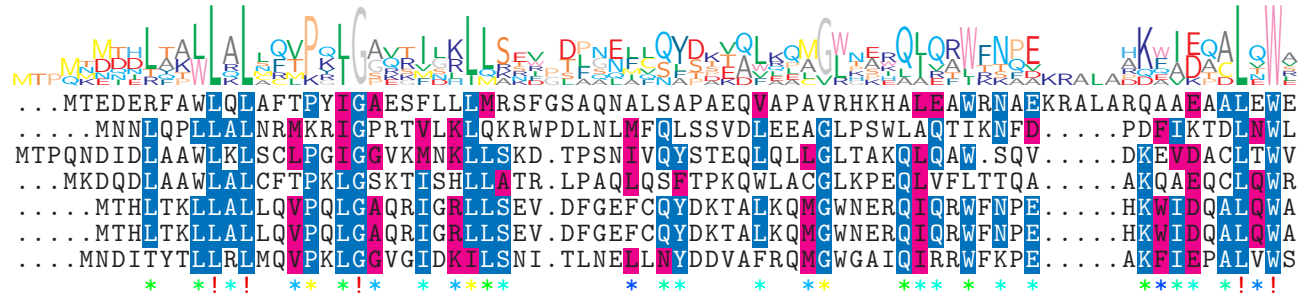 ...MTEDERFAWLQLAFTPYIGAESFLLLMRSFGSAQNALSAPAEQVAPAVRHKHALEAWRNAEKRALARQAAEAALEWE
.....MNNLQPLLALNRMKRIGPRTVLKLQKRWPDLNLMFQLSSVDLEEAGLPSWLAQTIKNFD.....PDFIKTDLNWL
MTPQNDIDLAAWLKLSCLPGIGGVKMNKLLSKD.TPSNIVQYSTEQLQLLGLTAKQLQAW.SQV.....DKEVDACLTWV
...MKDQDLAAWLALCFTPKLGSKTISHLLATR.LPAQLQSFTPKQWLACGLKPEQLVFLTTQA.....AKQAEQCLQWR
.....MTHLTKLLALLQVPQLGAQRIGRLLSEV.DFGEFCQYDKTALKQMGWNERQIQRWFNPE.....HKWIDQALQWA
.....MTHLTKLLALLQVPQLGAQRIGRLLSEV.DFGEFCQYDKTALKQMGWNERQIQRWFNPE.....HKWIDQALQWA
....MNDITYTLLRLMQVPKLGGVGIDKILSNI.TLNELLNYDDVAFRQMGWGAIQIRRWFKPE.....AKFIEPALVWS
* *!*! ** *!* * **** * ** * ** *** * * *****!*!